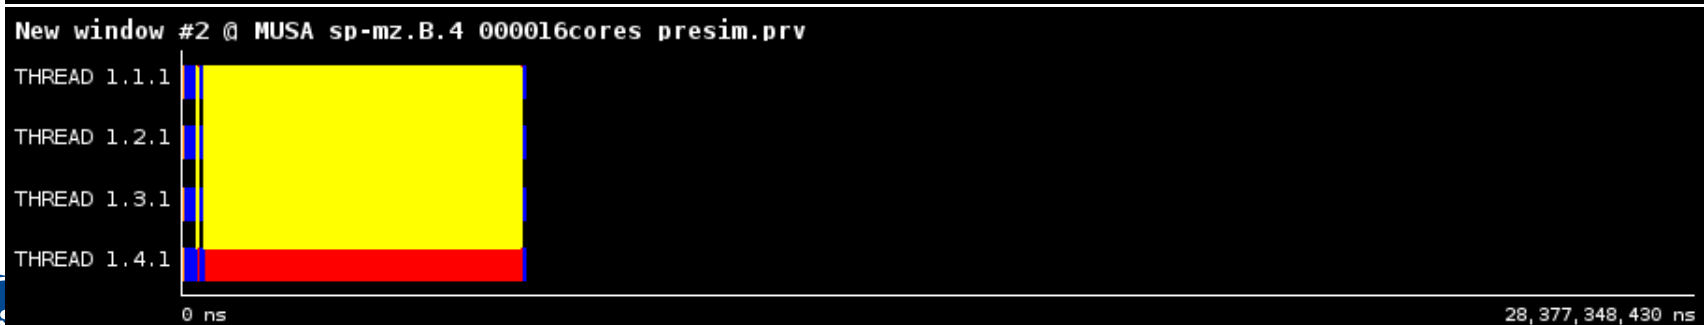 New window #2 @ MUSA sp-mz.B.4 000016cores presim.prv
THREAD 1.1.1
THREAD 1.2.1
THREAD 1.3.1
THREAD 1.4.1
0 ns
28,377,348,430 ns